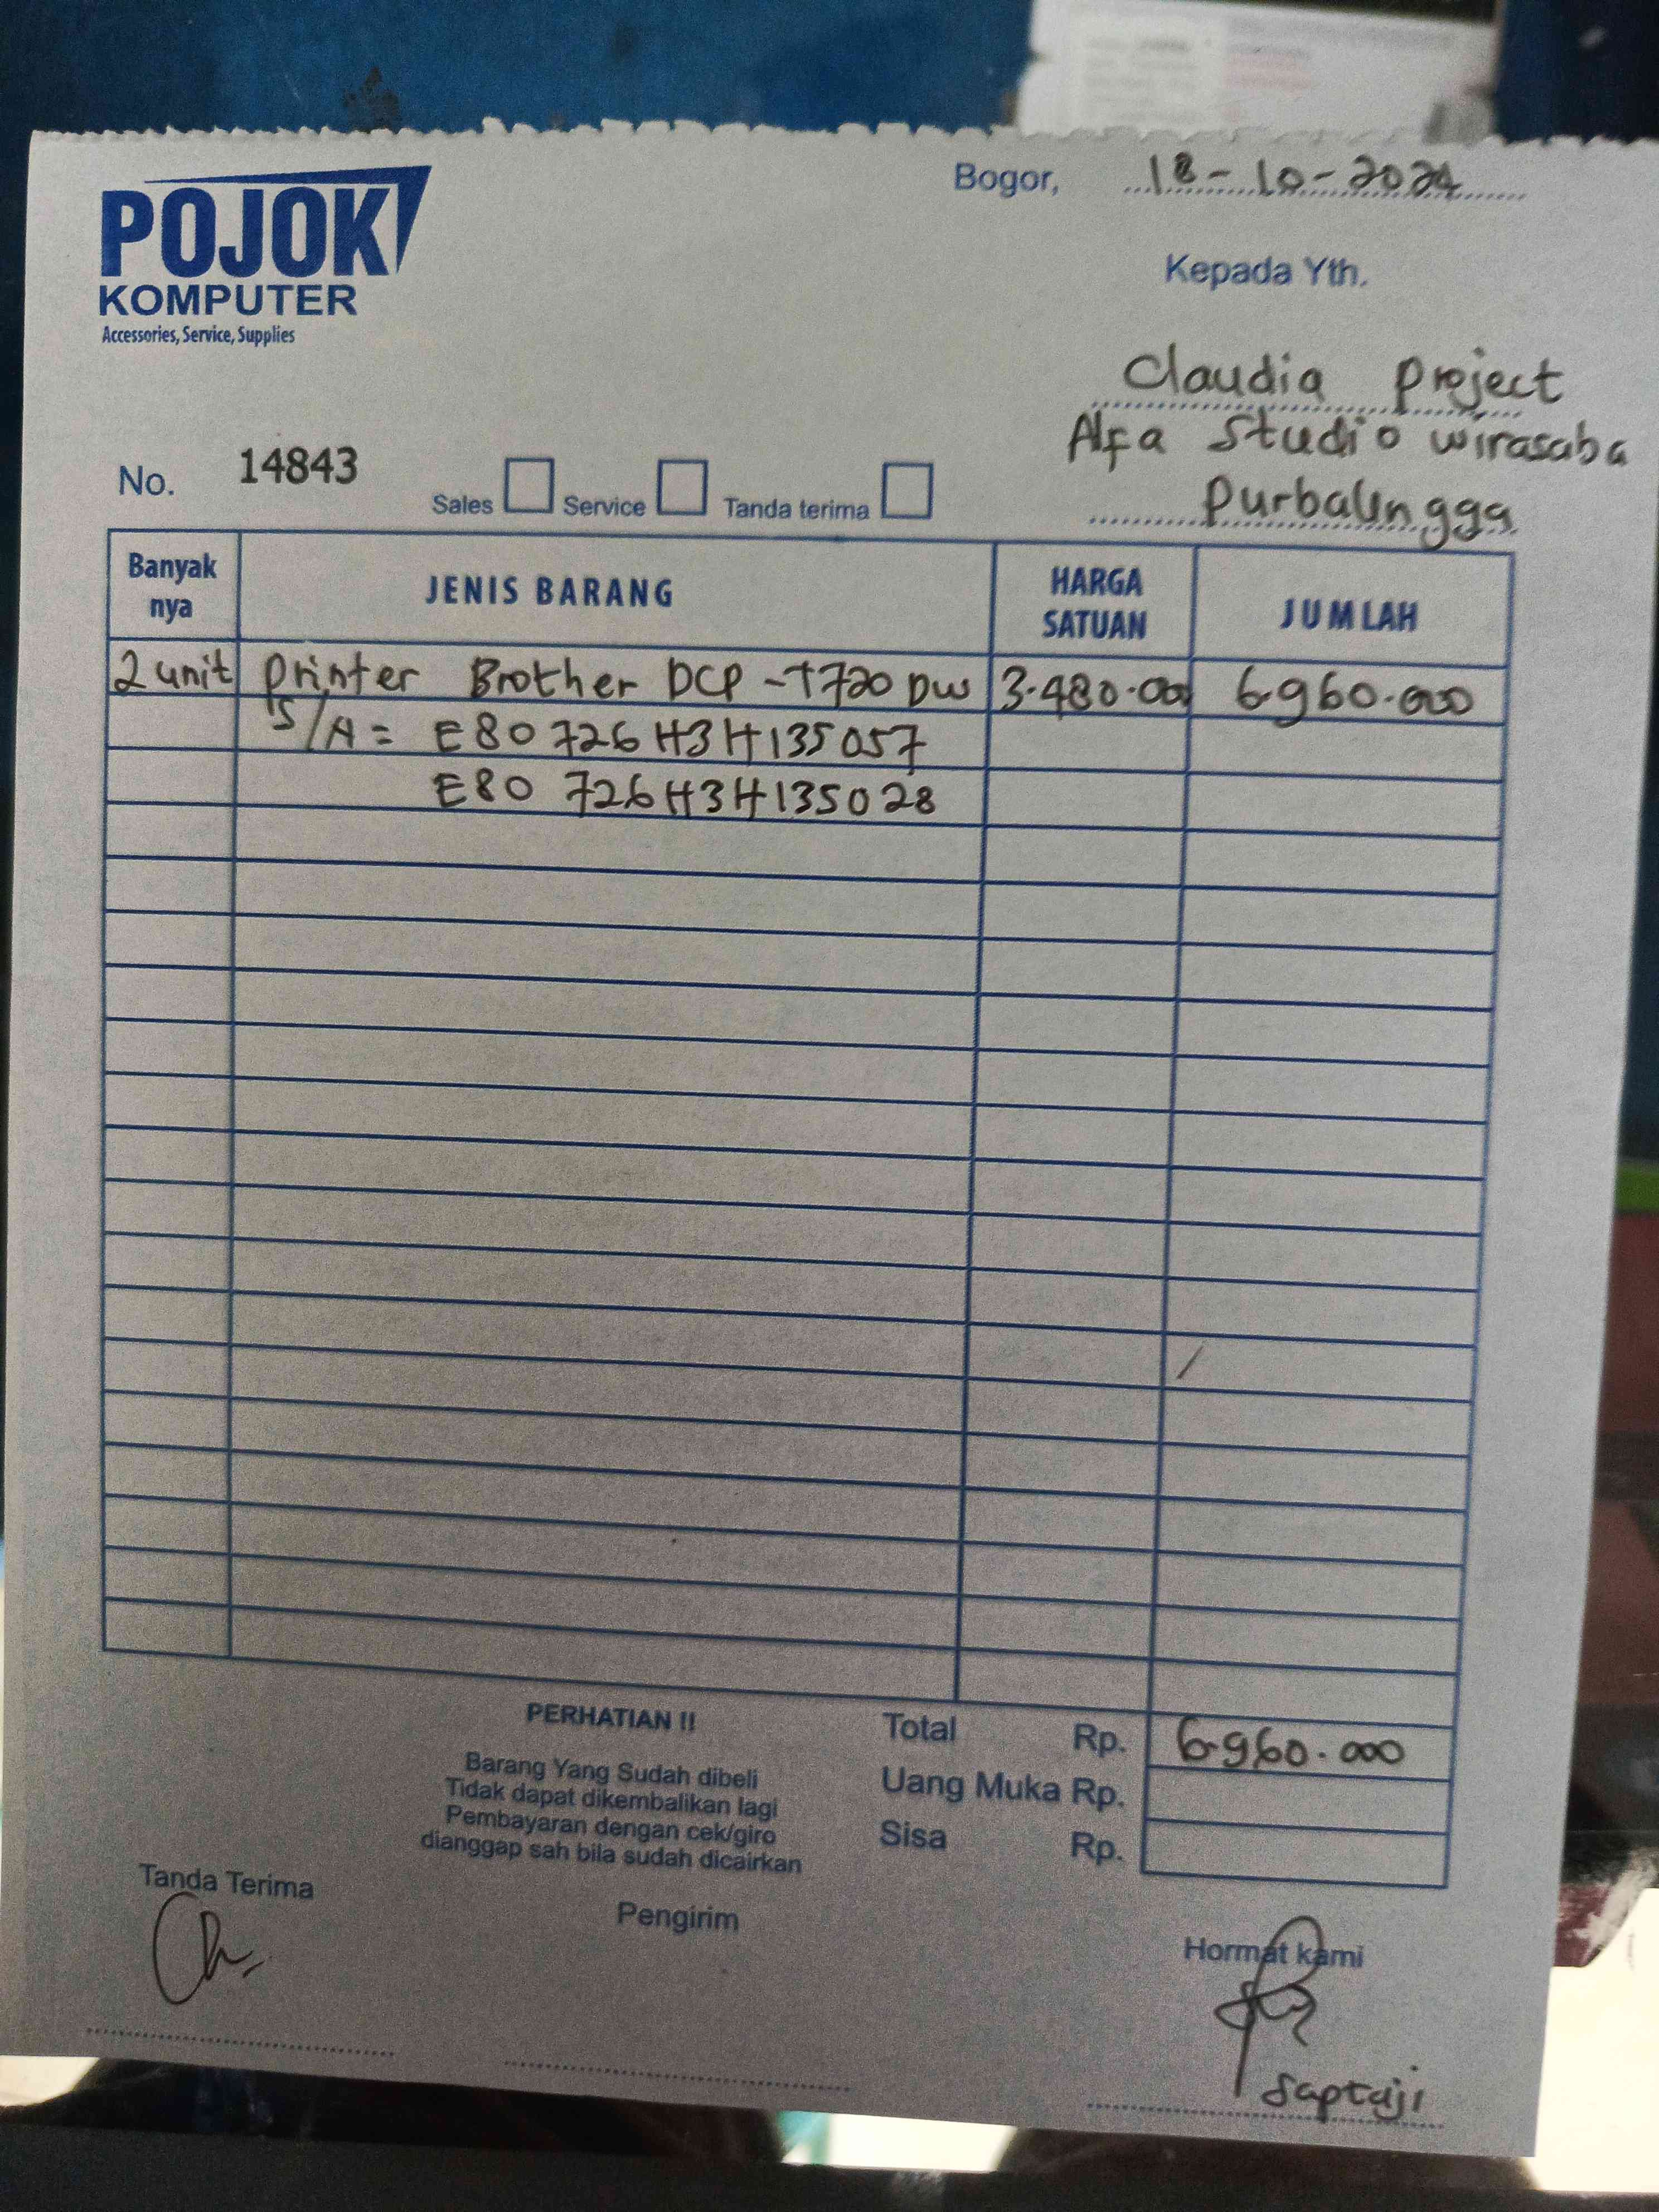 POJOK
KOMPUTER
Accessories, Service, Supplies
Bogor, 18-10-2024
Kepada Yth.
Claudia Project
Alfa Studio wirasaba
Purbalingga
No. 14843
Sales Service Tanda terima
Banyak nya JENIS BARANG HARGA SATUAN JUMLAH
2 unit Printer Brother DCP-T720 DW 3.480.000 6.960.000
S/N = E80726H3H135057
E80726H3H135028
PERHATIAN !!
Barang Yang Sudah dibeli
Tidak dapat dikembalikan lagi
Pembayaran dengan cek/giro
dianggap sah bila sudah dicairkan
Total Rp. 6.960.000
Uang Muka Rp.
Sisa Rp.
Tanda Terima
Pengirim
Hormat kami
Saptaji